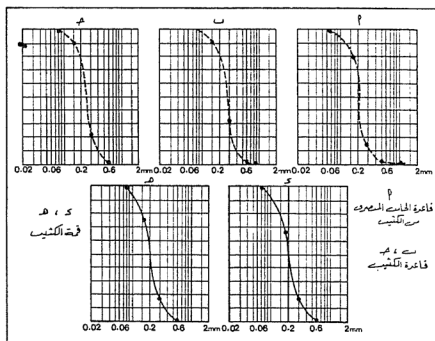 أ
ب
ج
0.02 0.06 0.2 0.6 2mm
0.02 0.06 0.2 0.6 2mm
0.02 0.06 0.2 0.6 2mm
د
هـ
أ
قاعدة الجانب المنصرف
من الكثيب
ب ، ج
قاعدة الكثيب
د ، هـ
قمة الكثيب
0.02 0.06 0.2 0.6 2mm
0.02 0.06 0.2 0.6 2mm